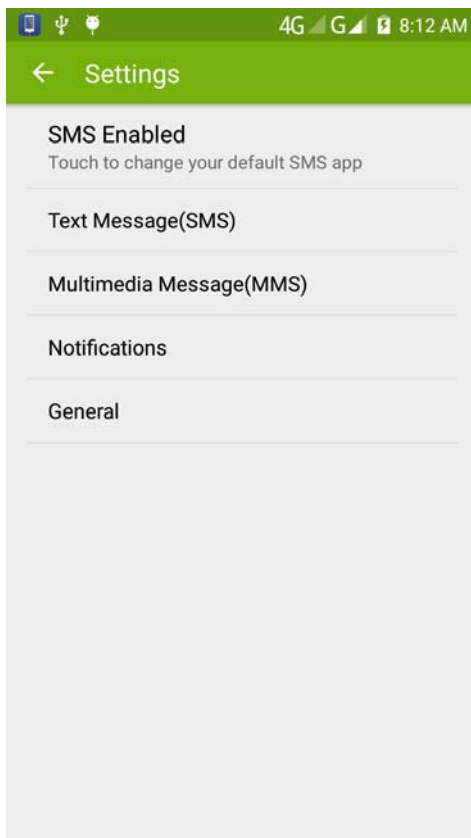 4G G 8:12 AM
Settings
SMS Enabled
Touch to change your default SMS app
Text Message(SMS)
Multimedia Message(MMS)
Notifications
General